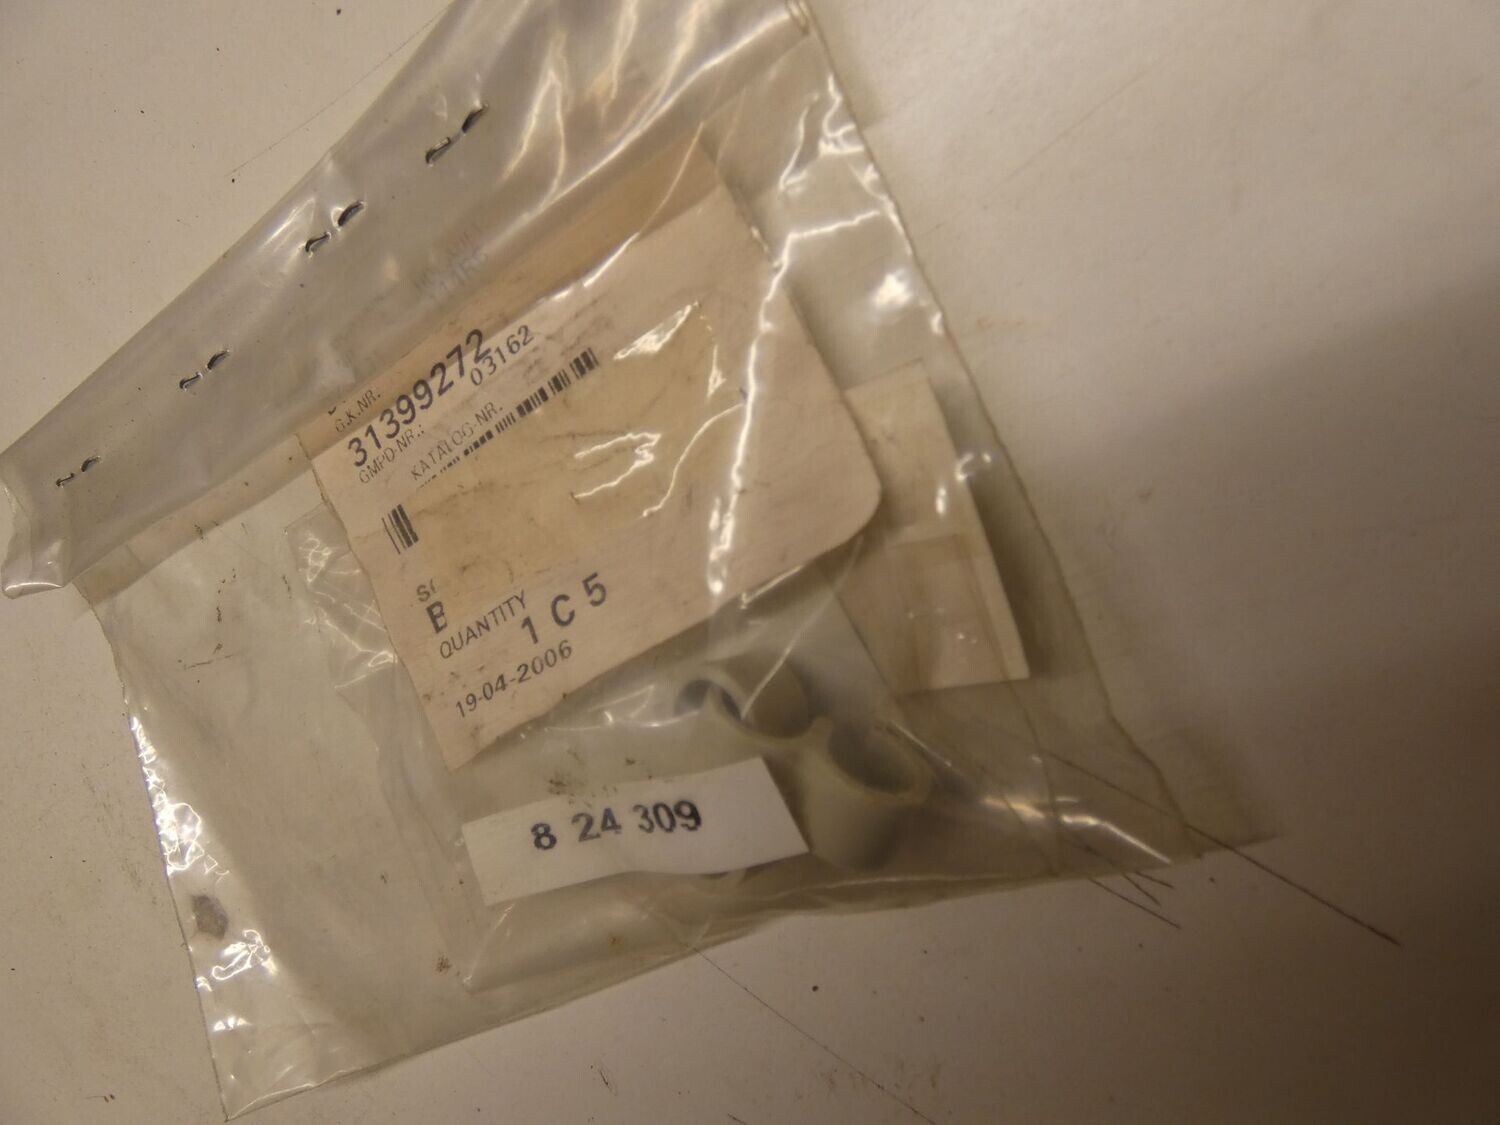 G.K.NR.
31399272
GMPD-NR.:
03162
KATALOG-NR.
B
QUANTITY
1 C 5
19-04-2006
8 24 309